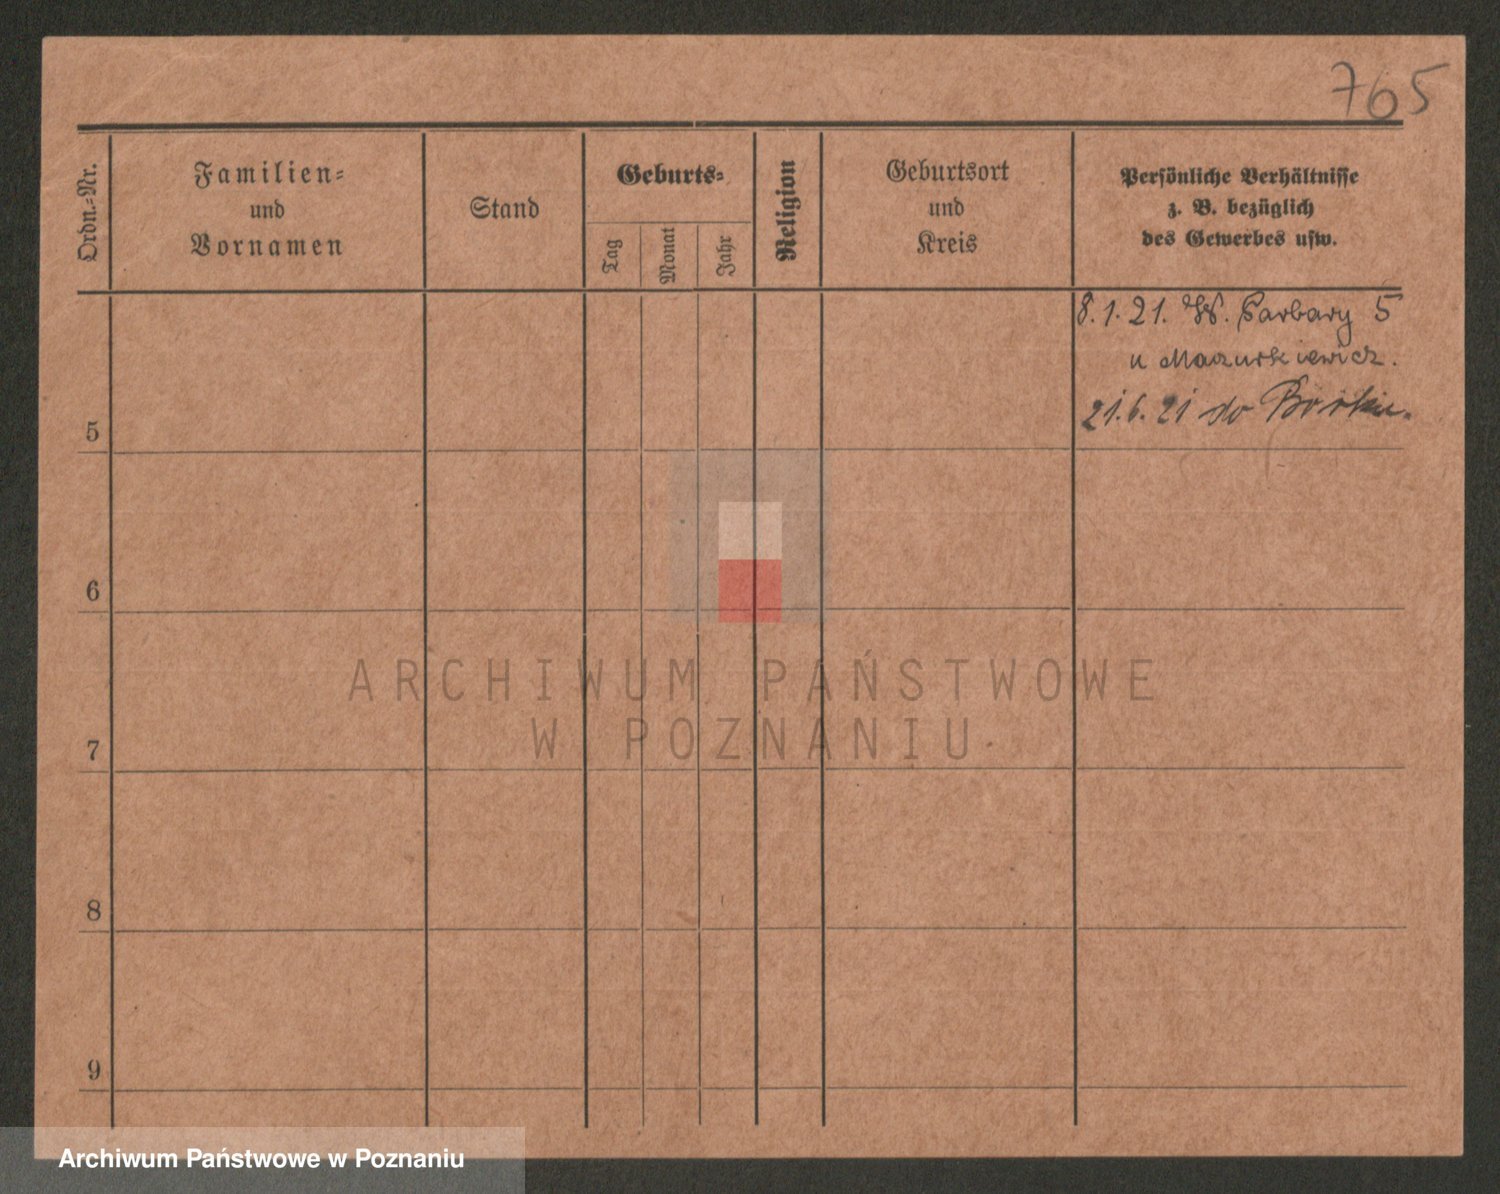 765
Ordn.-Nr.
Familien-
und
Vornamen
Stand
Geburts-
Tag
Monat
Jahr
Religion
Geburtsort
und
Kreis
Persönliche Verhältnisse
z. B. bezüglich
des Gewerbes usw.
8. 1. 21. W. Garbary 5
u Mazurkiewicz.
21. 6. 21 do
5
6
7
8
9
ARCHIWUM PAŃSTWOWE
W POZNANIU
Archiwum Państwowe w Poznaniu